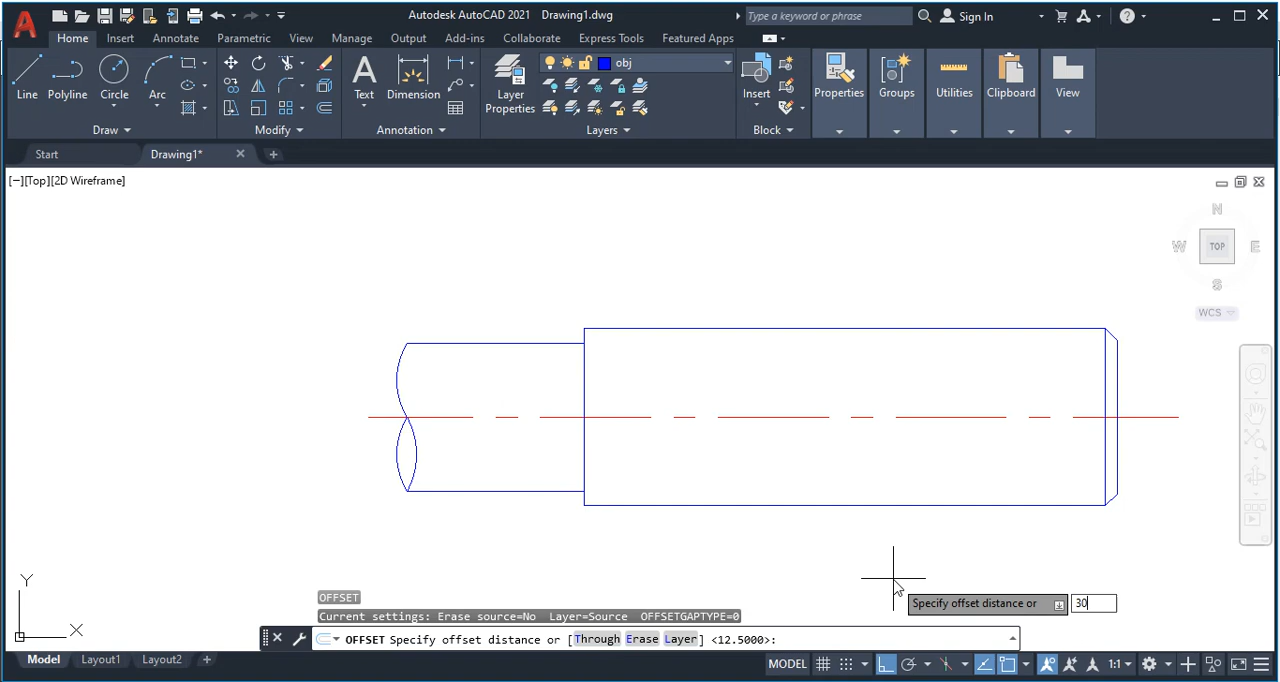 Autodesk AutoCAD 2021 Drawing1.dwg Type a keyword or phrase Sign In
Home Insert Annotate Parametric View Manage Output Add-ins Collaborate Express Tools Featured Apps
obj
Line Polyline Circle Arc Text Dimension Layer Properties Insert Properties Groups Utilities Clipboard View
Draw Modify Annotation Layers Block
Start Drawing1*
[−][Top][2D Wireframe]
N
W TOP E
S
WCS
Y
X
Specify offset distance or 30
OFFSET
Current settings: Erase source=No Layer=Source OFFSETGAPTYPE=0
OFFSET Specify offset distance or [Through Erase Layer] <12.5000>:
Model Layout1 Layout2 + MODEL 1:1